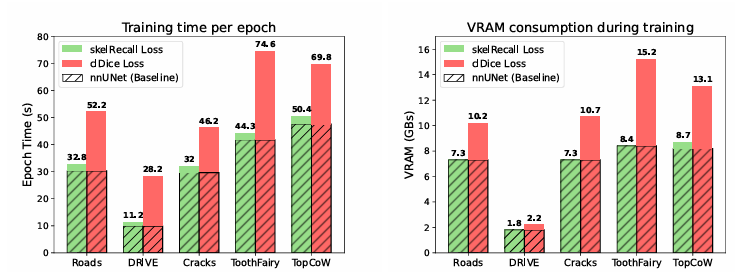 Training time per epoch
80
70
60
50
40
30
20
10
0
Epoch Time (s)
skelRecall Loss
clDice Loss
nnUNet (Baseline)
32.8
52.2
11.2
28.2
32
46.2
44.3
74.6
50.4
69.8
Roads
DRIVE
Cracks
ToothFairy
TopCoW
VRAM consumption during training
16
14
12
10
8
6
4
2
0
VRAM (GBs)
skelRecall Loss
clDice Loss
nnUNet (Baseline)
7.3
10.2
1.8
2.2
7.3
10.7
8.4
15.2
8.7
13.1
Roads
DRIVE
Cracks
ToothFairy
TopCoW